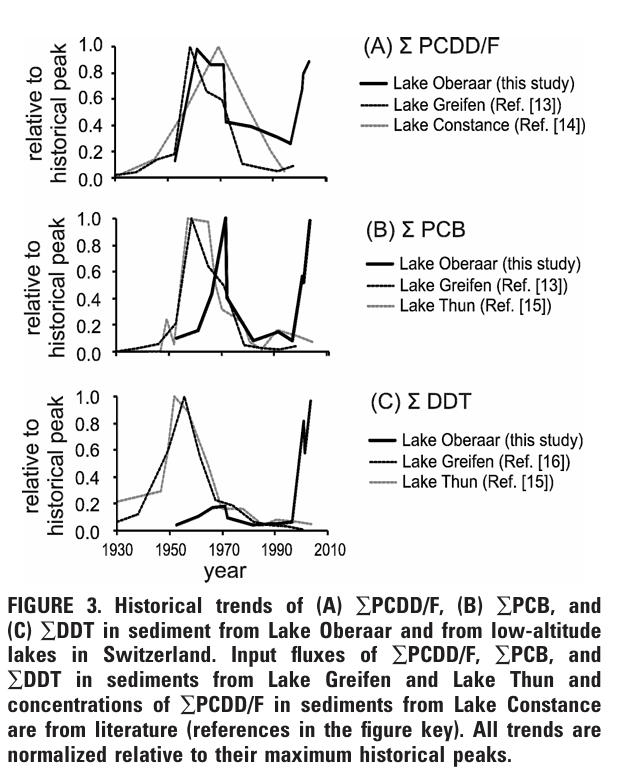 (A) Σ PCDD/F
relative to
historical peak
1.0
0.8
0.6
0.4
0.2
0.0
Lake Oberaar (this study)
Lake Greifen (Ref. [13])
Lake Constance (Ref. [14])
(B) Σ PCB
relative to
historical peak
1.0
0.8
0.6
0.4
0.2
0.0
Lake Oberaar (this study)
Lake Greifen (Ref. [13])
Lake Thun (Ref. [15])
(C) Σ DDT
relative to
historical peak
1.0
0.8
0.6
0.4
0.2
0.0
Lake Oberaar (this study)
Lake Greifen (Ref. [16])
Lake Thun (Ref. [15])
1930 1950 1970 1990 2010
year
FIGURE 3. Historical trends of (A) ∑PCDD/F, (B) ∑PCB, and
(C) ∑DDT in sediment from Lake Oberaar and from low-altitude
lakes in Switzerland. Input fluxes of ∑PCDD/F, ∑PCB, and
∑DDT in sediments from Lake Greifen and Lake Thun and
concentrations of ∑PCDD/F in sediments from Lake Constance
are from literature (references in the figure key). All trends are
normalized relative to their maximum historical peaks.